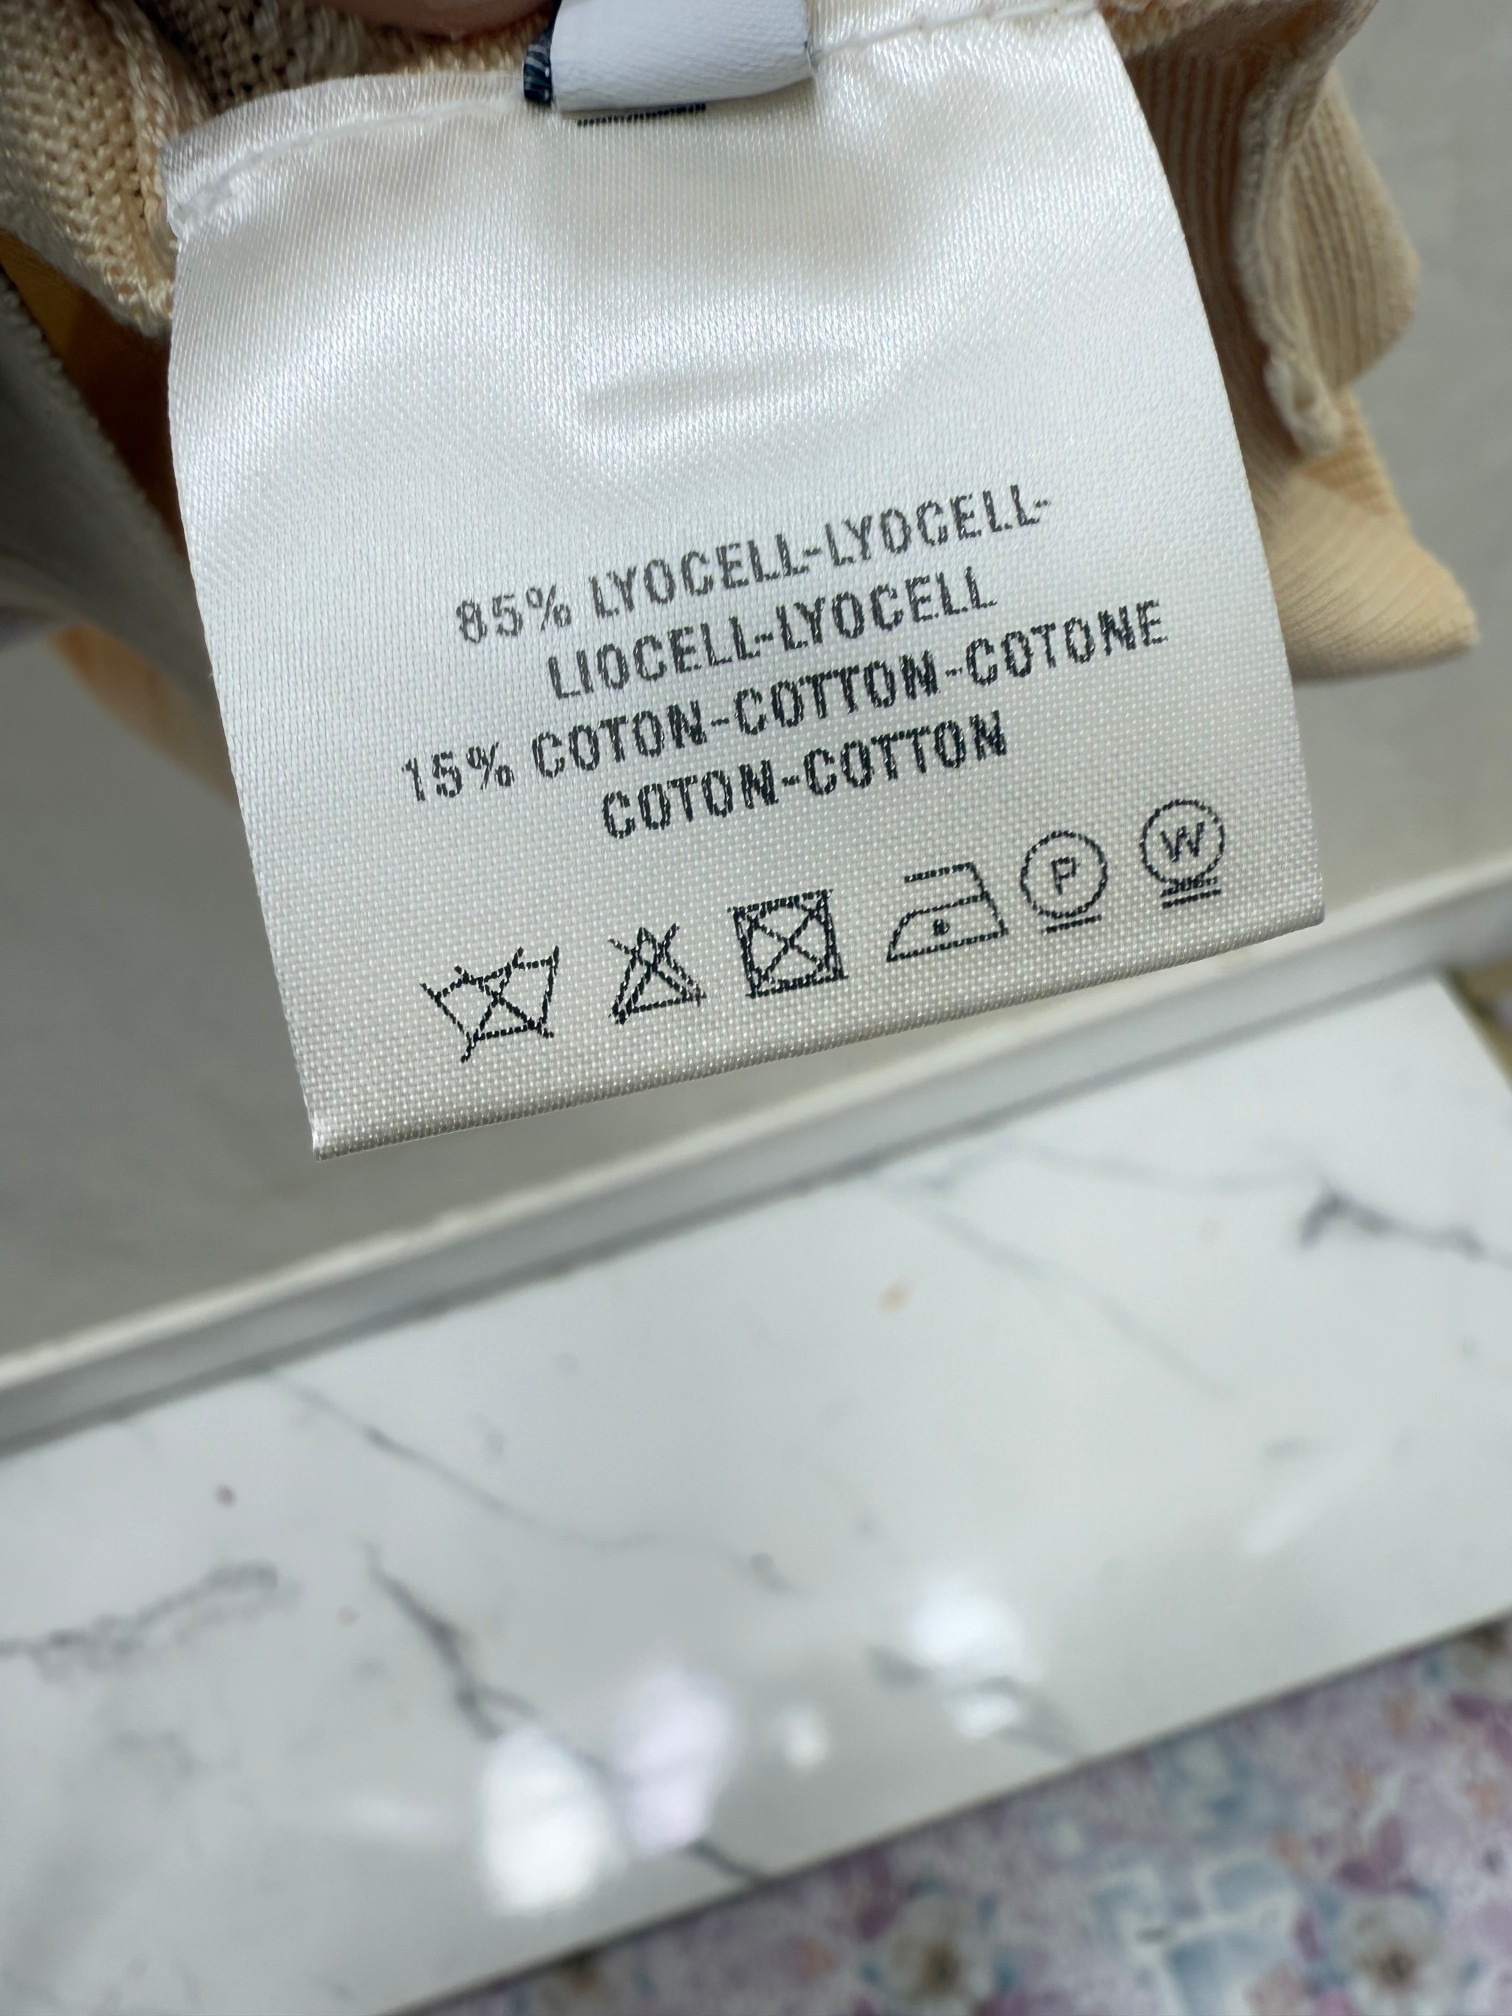 85% LYOCELL-LYOCELL-
LIOCELL-LYOCELL
15% COTON-COTTON-COTONE
COTON-COTTON
P W